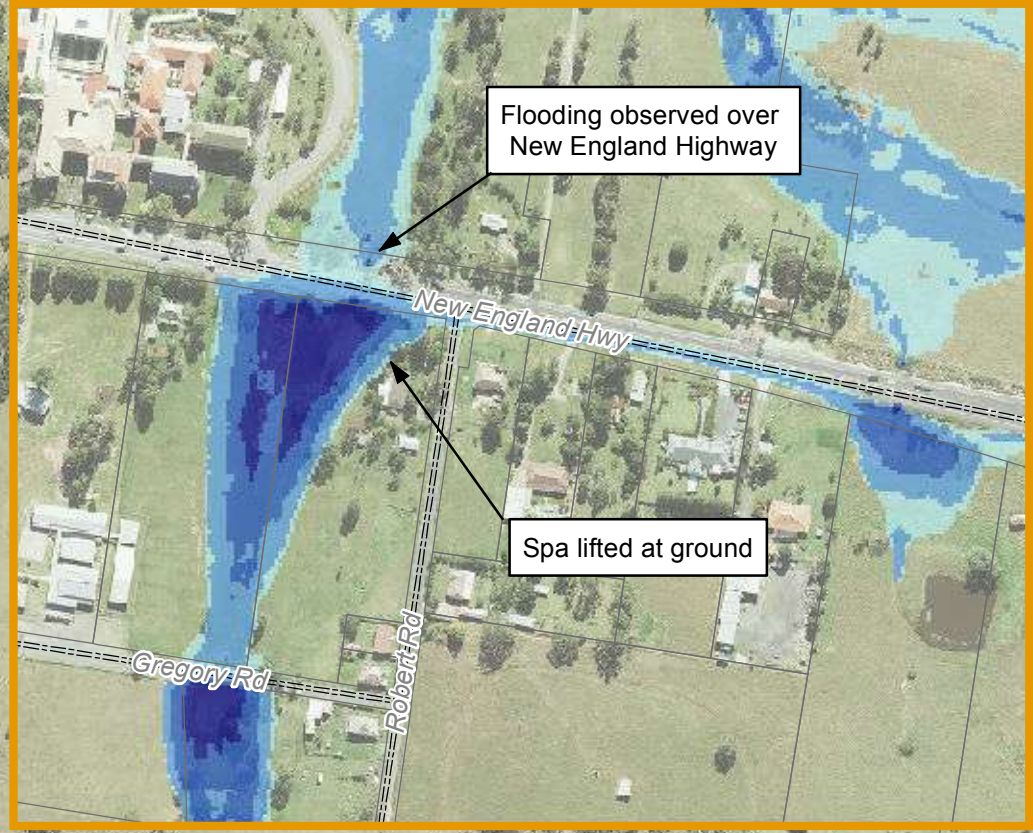 Flooding observed over
New England Highway
New England Hwy
Spa lifted at ground
Gregory Rd
Robert Rd